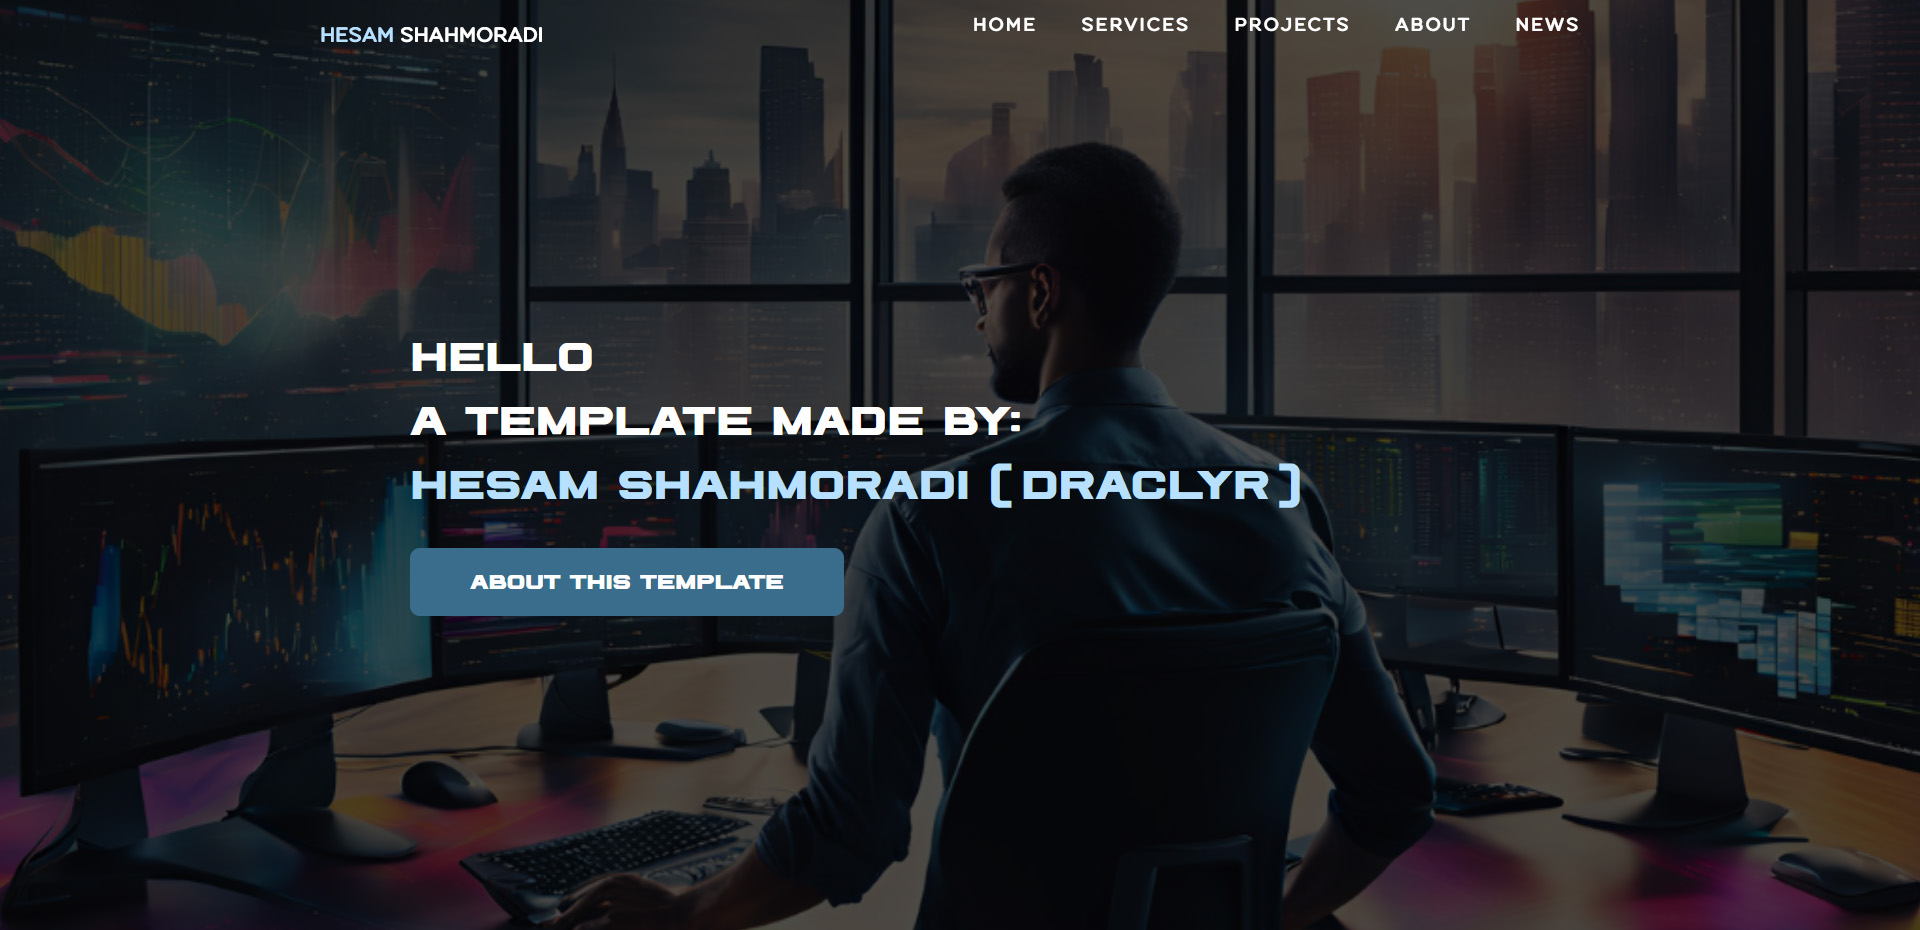 HESAM SHAHMORADI
HOME SERVICES PROJECTS ABOUT NEWS
HELLO
A TEMPLATE MADE BY:
HESAM SHAHMORADI (DRACLYR)
ABOUT THIS TEMPLATE